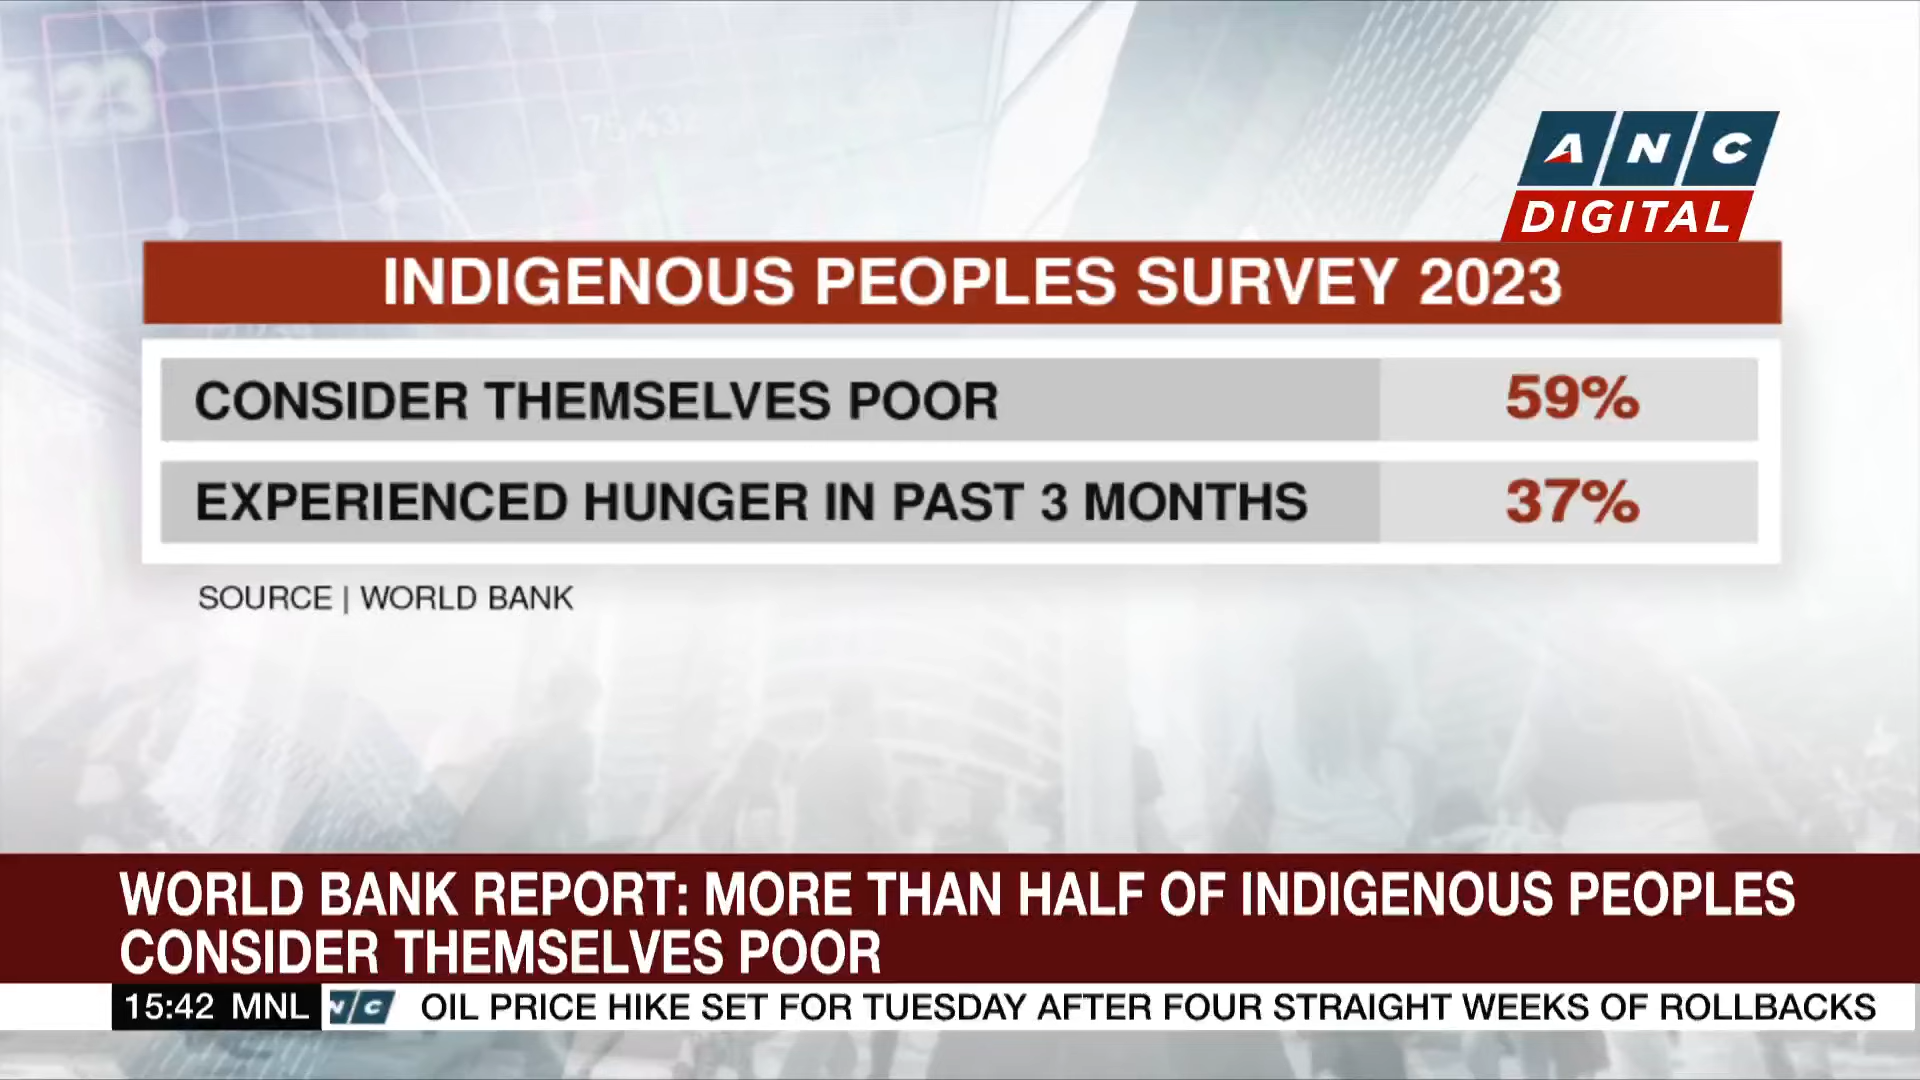 ANC
DIGITAL
INDIGENOUS PEOPLES SURVEY 2023
CONSIDER THEMSELVES POOR 59%
EXPERIENCED HUNGER IN PAST 3 MONTHS 37%
SOURCE | WORLD BANK
WORLD BANK REPORT: MORE THAN HALF OF INDIGENOUS PEOPLES
CONSIDER THEMSELVES POOR
15:42 MNL NC OIL PRICE HIKE SET FOR TUESDAY AFTER FOUR STRAIGHT WEEKS OF ROLLBACKS